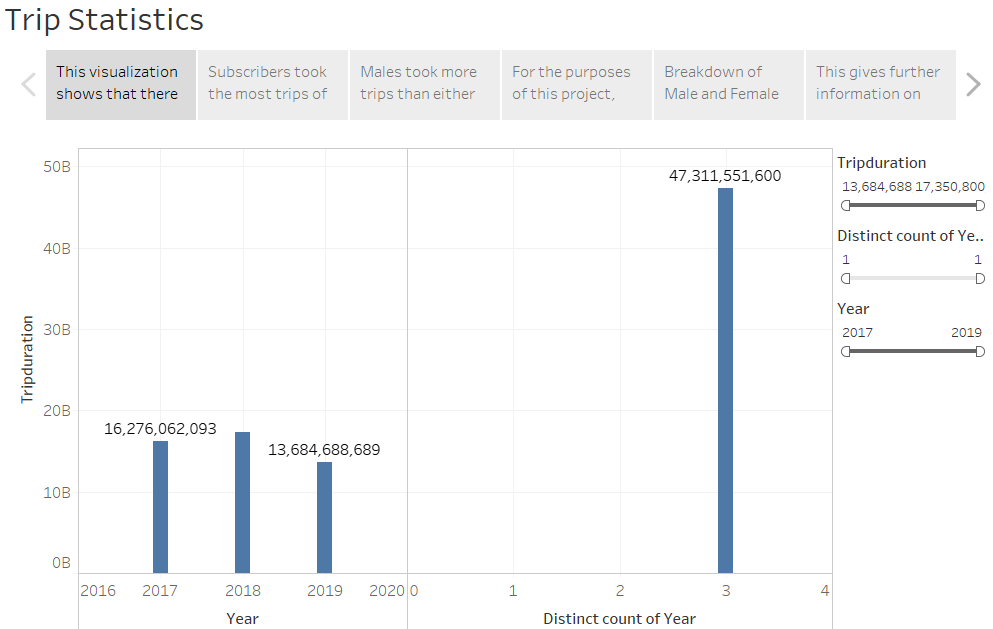 Trip Statistics
This visualization
shows that there
Subscribers took
the most trips of
Males took more
trips than either
For the purposes
of this project,
Breakdown of
Male and Female
This gives further
information on
50B
40B
30B
20B
10B
0B
Tripduration
16,276,062,093
13,684,688,689
47,311,551,600
2016 2017 2018 2019 2020
Year
0 1 2 3 4
Distinct count of Year
Tripduration
13,684,688 17,350,800
Distinct count of Ye..
1 1
Year
2017 2019